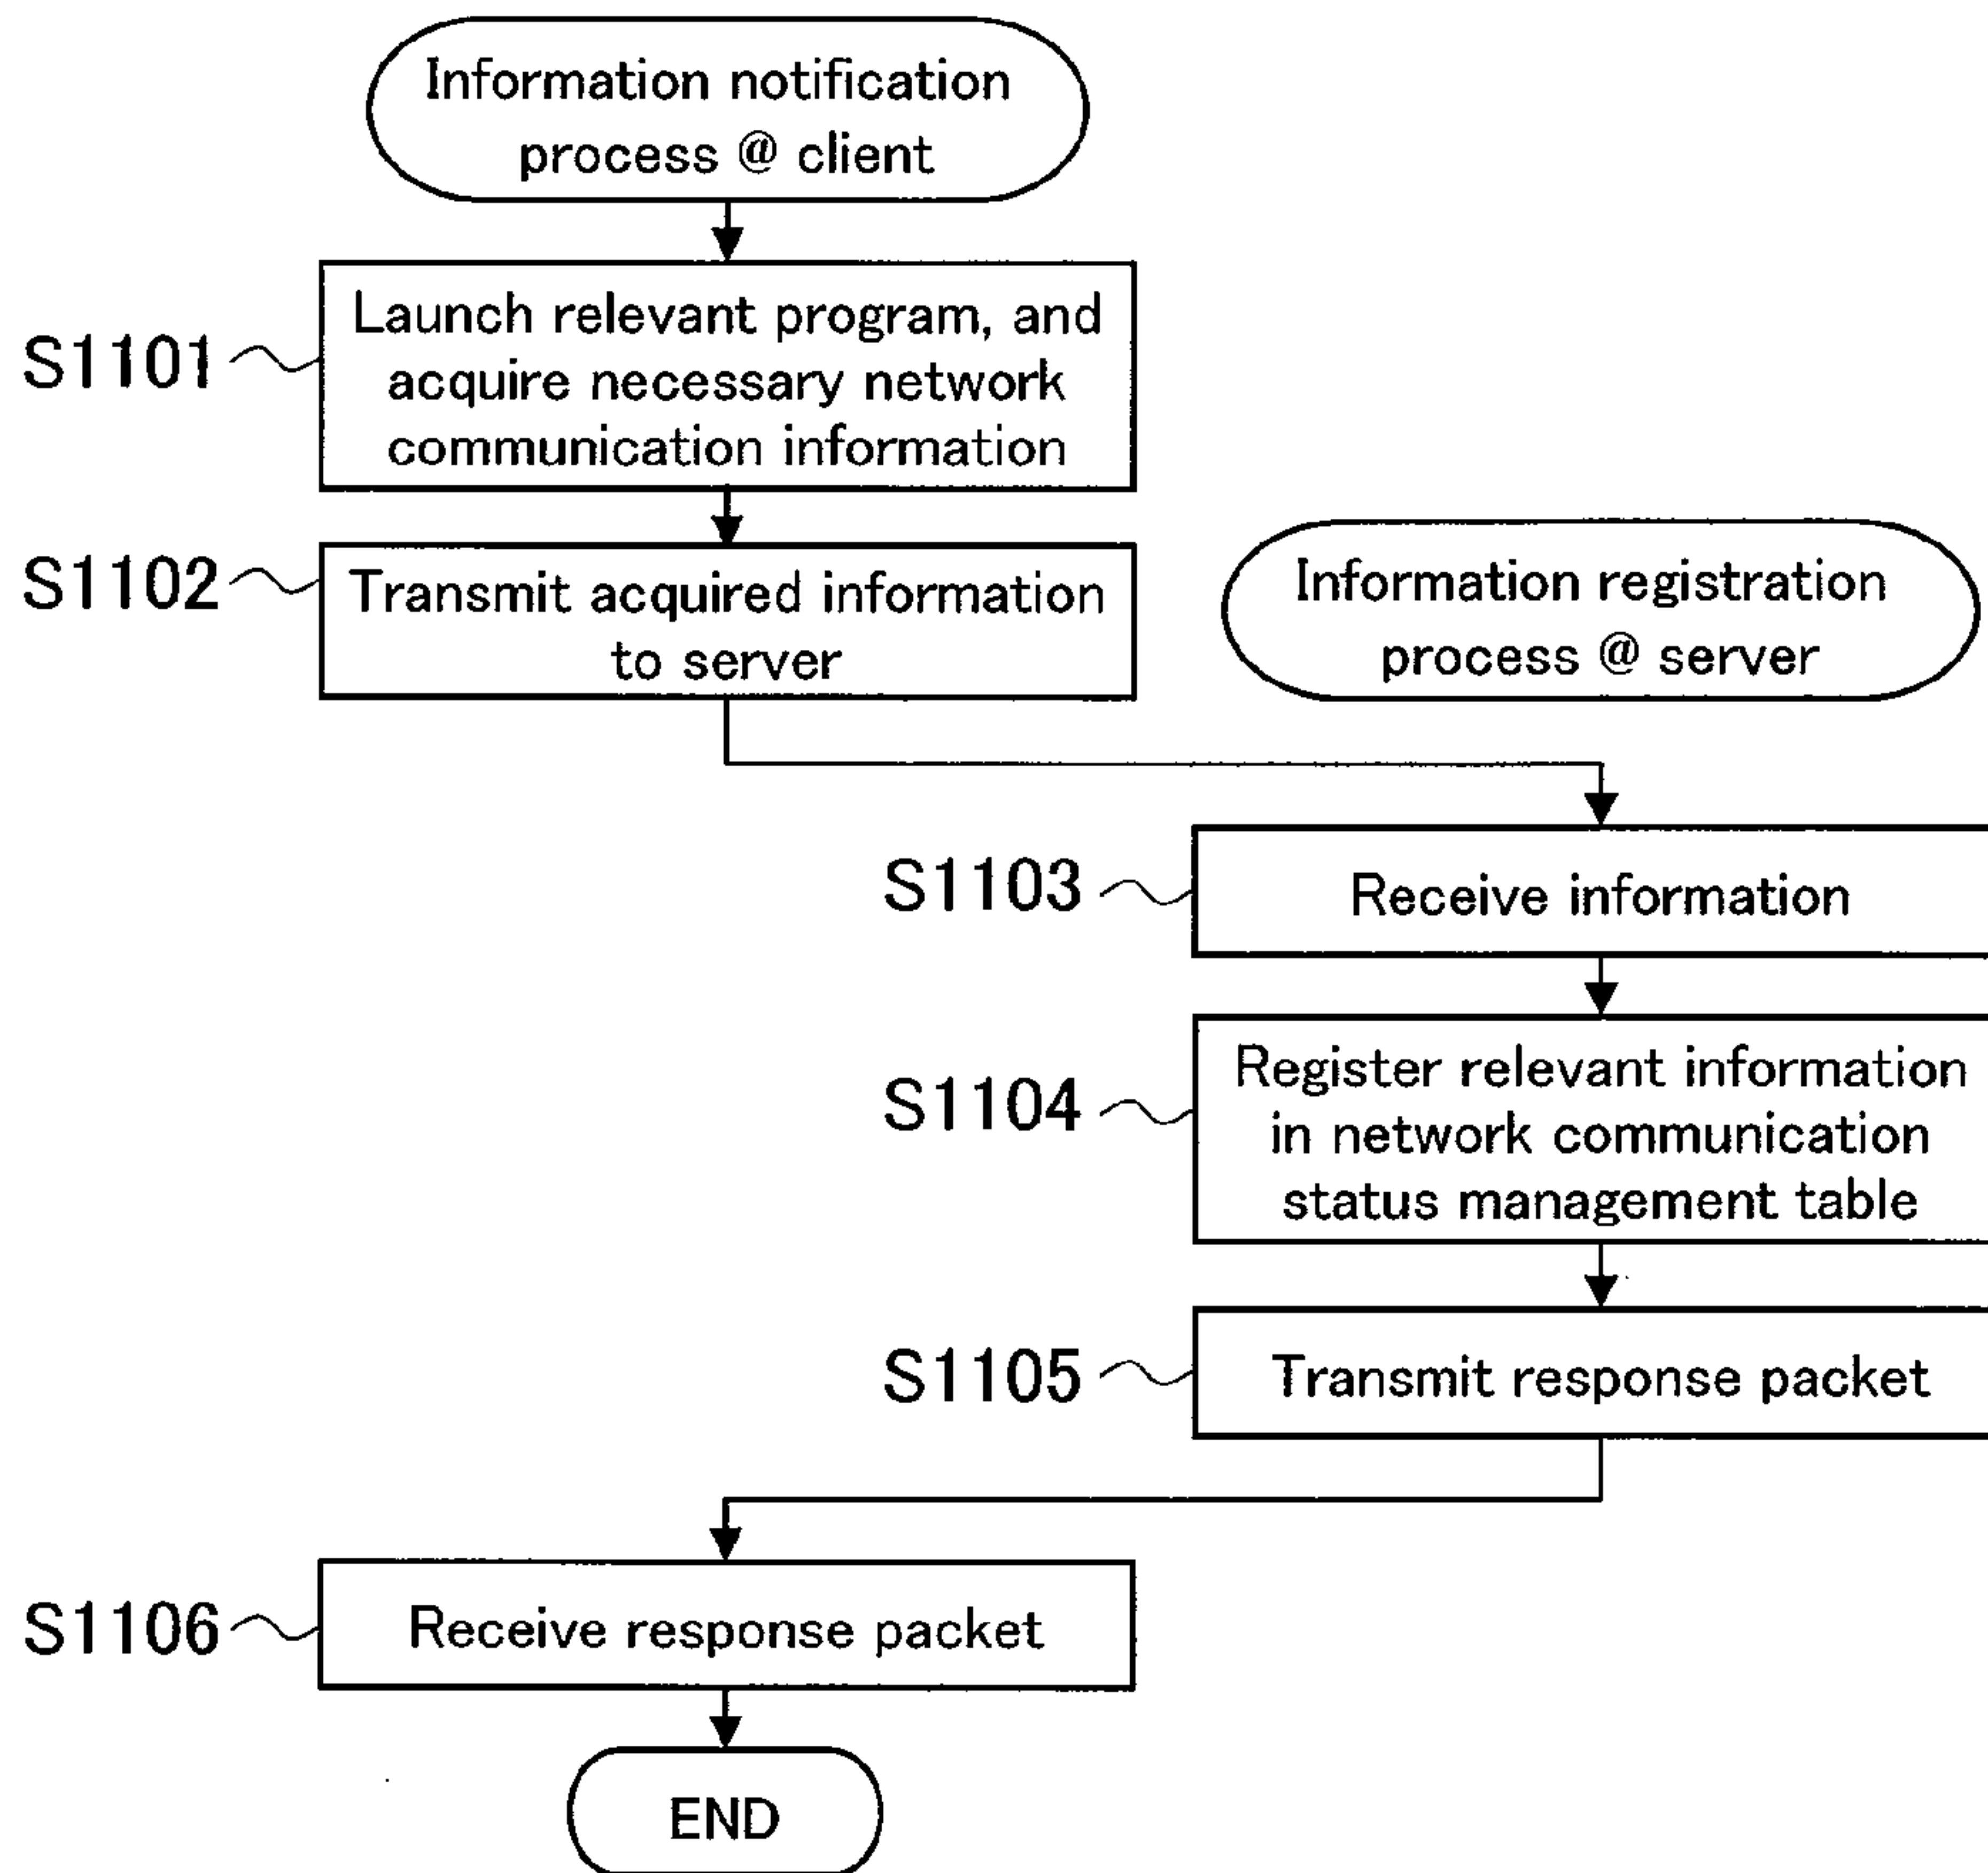 Information notification
process @ client
S1101
Launch relevant program, and
acquire necessary network
communication information
S1102
Transmit acquired information
to server
Information registration
process @ server
S1103
Receive information
S1104
Register relevant information
in network communication
status management table
S1105
Transmit response packet
S1106
Receive response packet
END